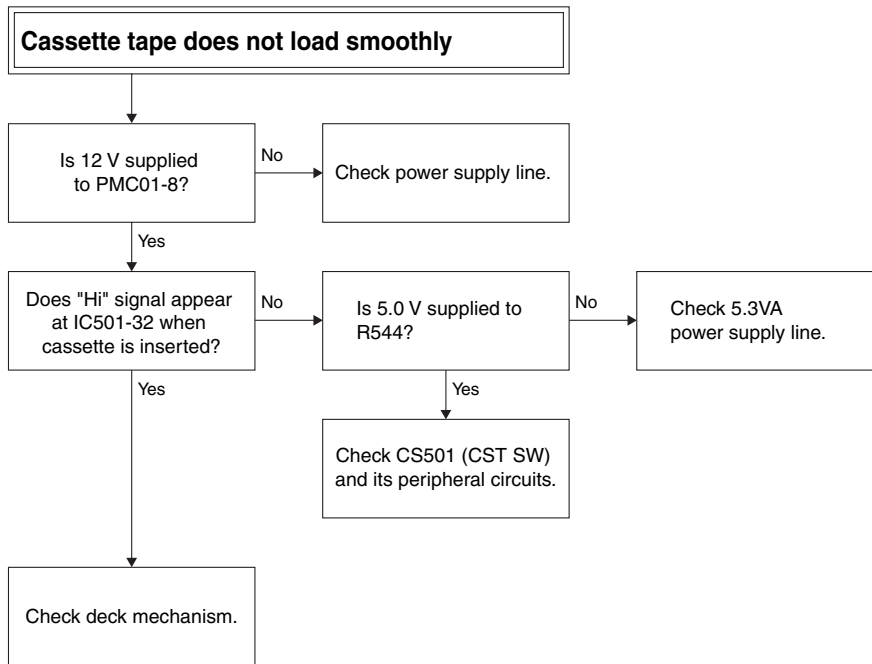 Cassette tape does not load smoothly
Is 12 V supplied
to PMC01-8?
No
Check power supply line.
Yes
Does "Hi" signal appear
at IC501-32 when
cassette is inserted?
No
Is 5.0 V supplied to
R544?
No
Check 5.3VA
power supply line.
Yes
Yes
Check CS501 (CST SW)
and its peripheral circuits.
Check deck mechanism.